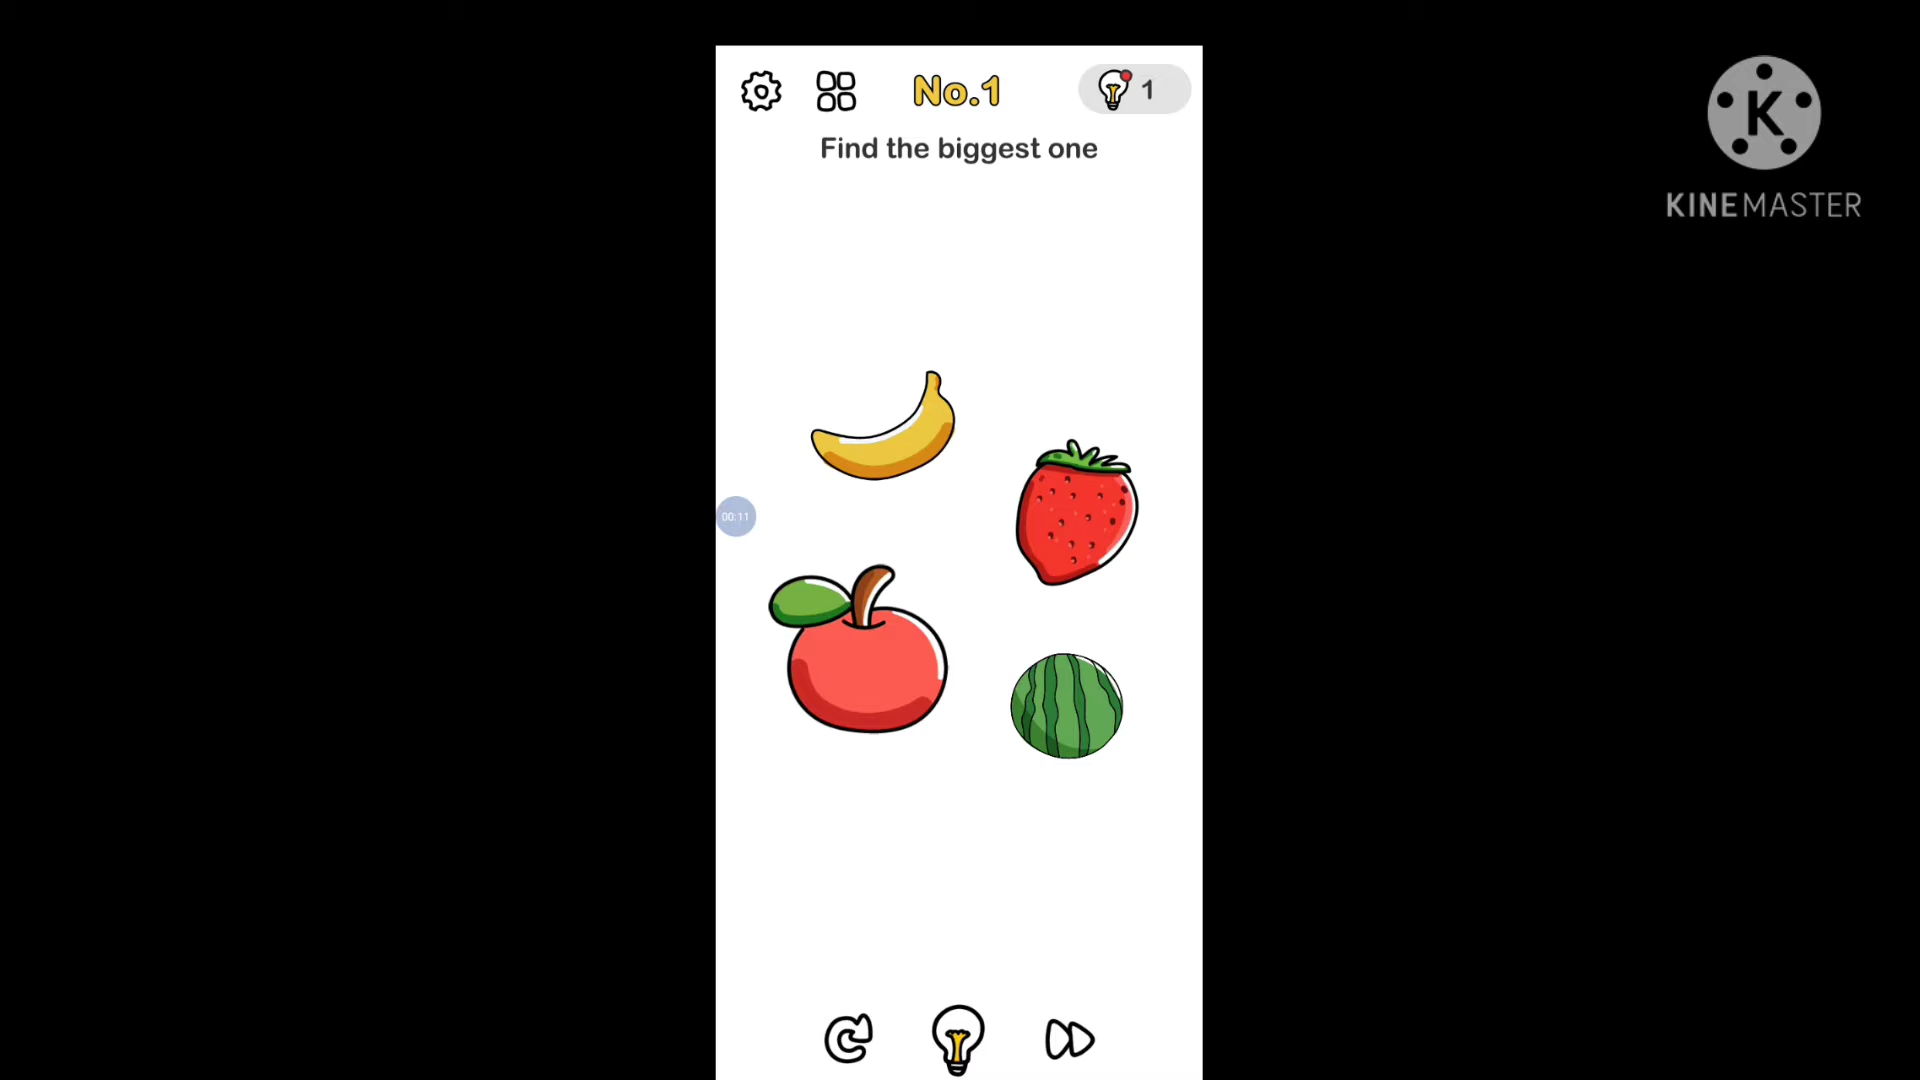 No.1
1
Find the biggest one
00:11
K
KINEMASTER